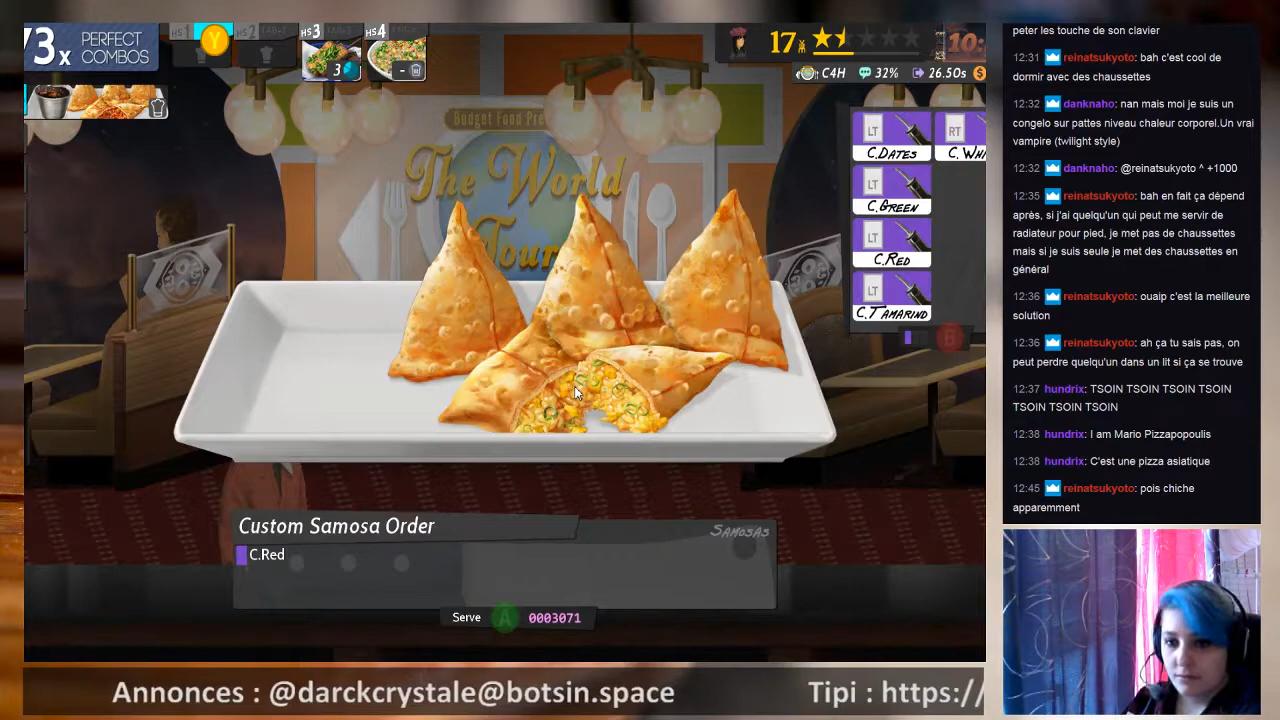 73x PERFECT COMBOS
HS1
Y
HS2
HS3
HS4
3
-
17x
10:
C4H 32% 26.50s
Budget Food Pre
The World
Tour
LT C.DATES
RT C.WHI
LT C.GREEN
LT C.RED
LT C.TAMARIND
B
Custom Samosa Order
SAMOSAS
C.Red
Serve A 0003071
peter les touche de son clavier
12:31 reinatsukyoto: bah c'est cool de
dormir avec des chaussettes
12:32 danknaho: nan mais moi je suis un
congelo sur pattes niveau chaleur corporel.Un vrai
vampire (twilight style)
12:32 danknaho: @reinatsukyoto ^ +1000
12:35 reinatsukyoto: bah en fait ça dépend
après, si j'ai quelqu'un qui peut me servir de
radiateur pour pied, je met pas de chaussettes
mais si je suis seule je met des chaussettes en
général
12:36 reinatsukyoto: ouaip c'est la meilleure
solution
12:36 reinatsukyoto: ah ça tu sais pas, on
peut perdre quelqu'un dans un lit si ça se trouve
12:37 hundrix: TSOIN TSOIN TSOIN TSOIN
TSOIN TSOIN TSOIN
12:38 hundrix: I am Mario Pizzapopoulis
12:38 hundrix: C'est une pizza asiatique
12:45 reinatsukyoto: pois chiche
apparemment
Annonces : @darckcrystale@botsin.space Tipi : https:/